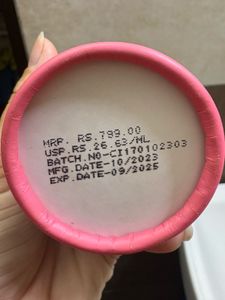 MRP. RS.799.00
USP.RS.26.63/ML
BATCH.NO-CI170102303
MFG.DATE-10/2023
EXP.DATE-09/2025